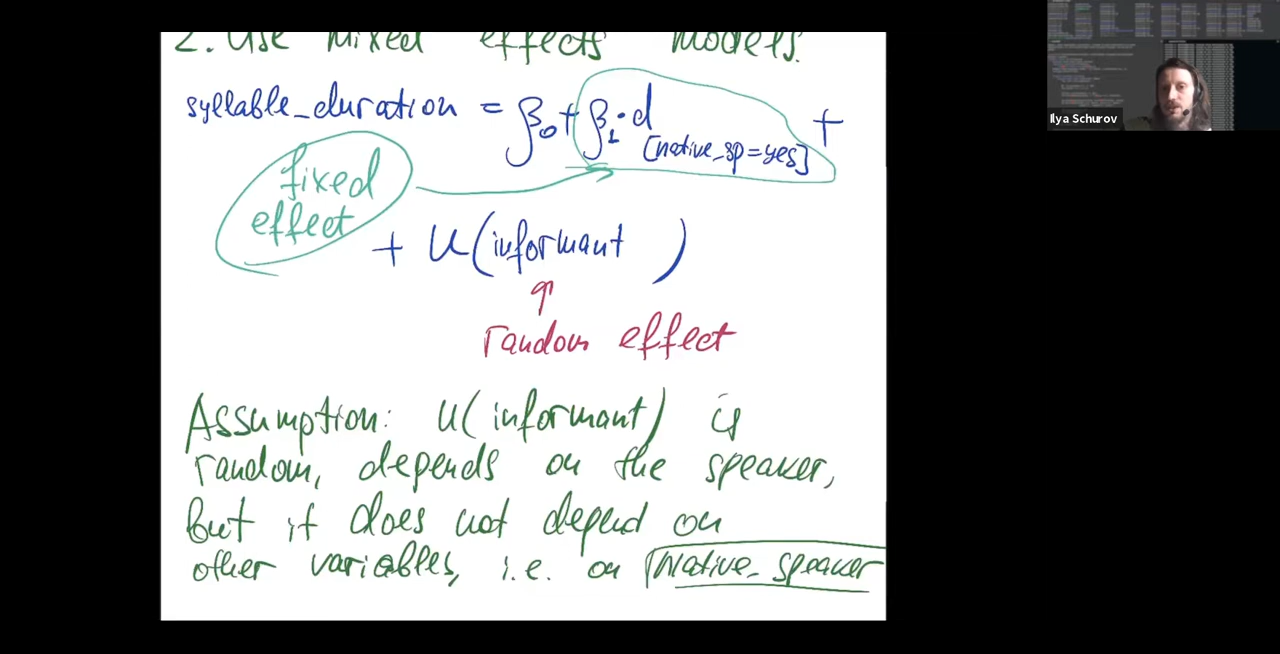 2. Use mixed effects models.
syllable_duration = β₀ + β₁ · d [native_sp=yes] +
fixed
effect
+ u(informant )
random effect
Assumption: u(informant) is
random, depends on the speaker,
but it does not depend on
other variables, i.e. on native_speaker
Ilya Schurov